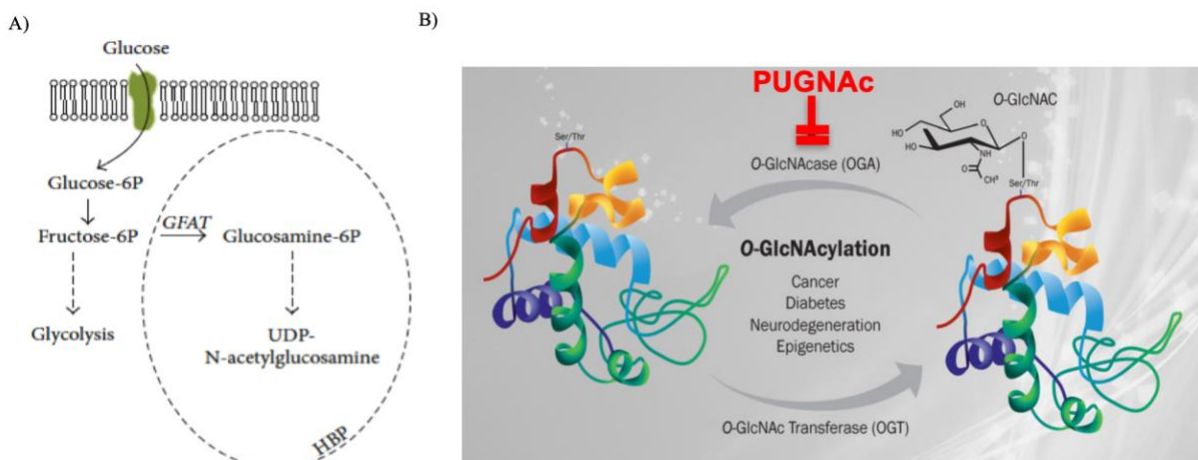 A)
Glucose
Glucose-6P
Fructose-6P
GFAT
Glucosamine-6P
Glycolysis
UDP-
N-acetylglucosamine
HBP
B)
PUGNAc
O-GlcNAC
Ser/Thr
OH
O
HO
HO
O
NH
O
CH³
Ser/Thr
O-GlcNAcase (OGA)
O-GlcNAcylation
Cancer
Diabetes
Neurodegeneration
Epigenetics
O-GlcNAc Transferase (OGT)